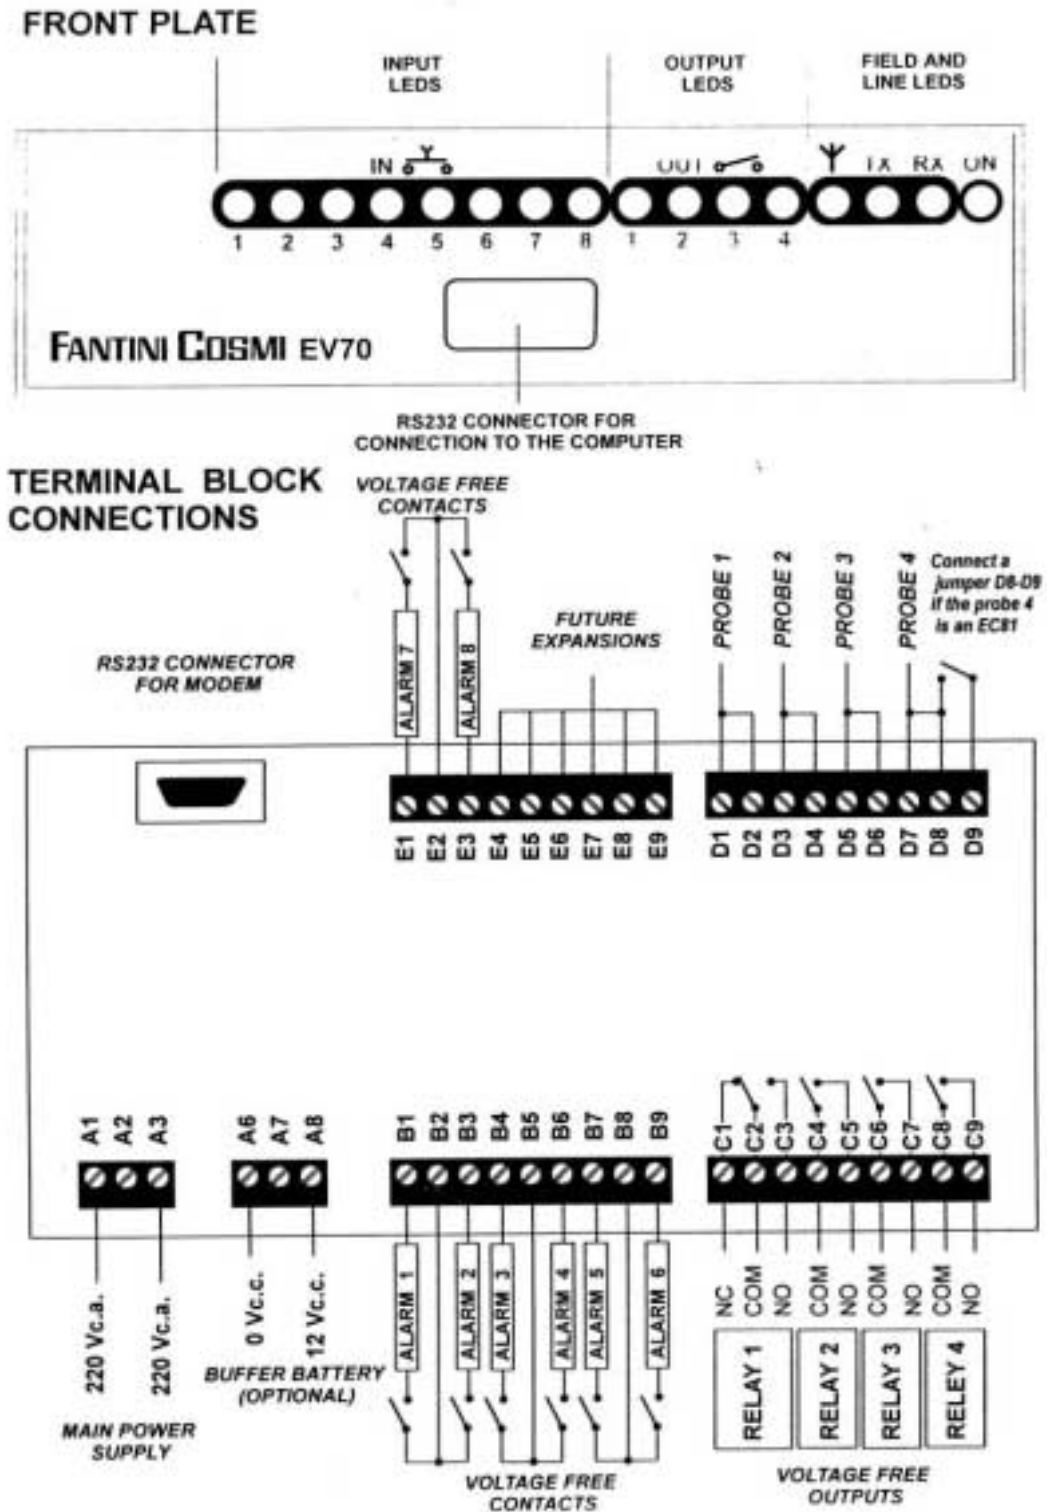 FRONT PLATE
INPUT
LEDS
OUTPUT
LEDS
FIELD AND
LINE LEDS
IN
OUT
TX RX ON
1 2 3 4 5 6 7 8 1 2 3 4
FANTINI COSMI EV70
RS232 CONNECTOR FOR
CONNECTION TO THE COMPUTER
TERMINAL BLOCK
CONNECTIONS
VOLTAGE FREE
CONTACTS
ALARM 7
ALARM 8
FUTURE
EXPANSIONS
PROBE 1
PROBE 2
PROBE 3
PROBE 4
Connect a
jumper D8-D9
if the probe 4
is an EC81
RS232 CONNECTOR
FOR MODEM
E1 E2 E3 E4 E5 E6 E7 E8 E9
D1 D2 D3 D4 D5 D6 D7 D8 D9
A1 A2 A3
A6 A7 A8
B1 B2 B3 B4 B5 B6 B7 B8 B9
C1 C2 C3 C4 C5 C6 C7 C8 C9
220 Vc.a.
220 Vc.a.
MAIN POWER
SUPPLY
0 Vc.c.
12 Vc.c.
BUFFER BATTERY
(OPTIONAL)
ALARM 1
ALARM 2
ALARM 3
ALARM 4
ALARM 5
ALARM 6
VOLTAGE FREE
CONTACTS
NC COM NO COM NO COM NO COM NO
RELAY 1
RELAY 2
RELAY 3
RELEY 4
VOLTAGE FREE
OUTPUTS